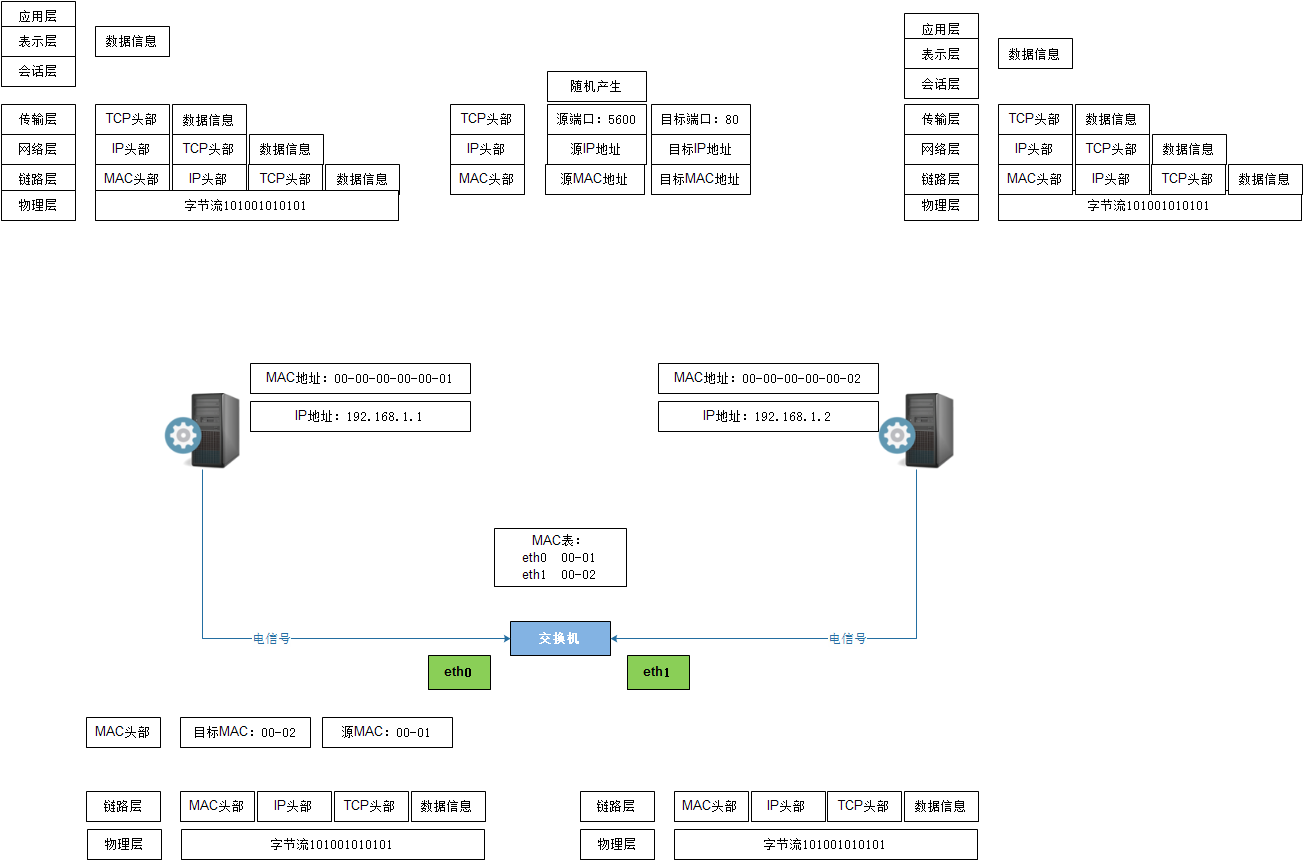 应用层
表示层
会话层
数据信息
传输层
TCP头部
数据信息
网络层
IP头部
TCP头部
数据信息
链路层
MAC头部
IP头部
TCP头部
数据信息
物理层
字节流101001010101
随机产生
TCP头部
源端口：5600
目标端口：80
IP头部
源IP地址
目标IP地址
MAC头部
源MAC地址
目标MAC地址
应用层
表示层
会话层
数据信息
传输层
TCP头部
数据信息
网络层
IP头部
TCP头部
数据信息
链路层
MAC头部
IP头部
TCP头部
数据信息
物理层
字节流101001010101
MAC地址：00-00-00-00-00-01
IP地址：192.168.1.1
MAC地址：00-00-00-00-00-02
IP地址：192.168.1.2
MAC表：
eth0 00-01
eth1 00-02
电信号
交换机
电信号
eth0
eth1
MAC头部
目标MAC：00-02
源MAC：00-01
链路层
MAC头部
IP头部
TCP头部
数据信息
物理层
字节流101001010101
链路层
MAC头部
IP头部
TCP头部
数据信息
物理层
字节流101001010101